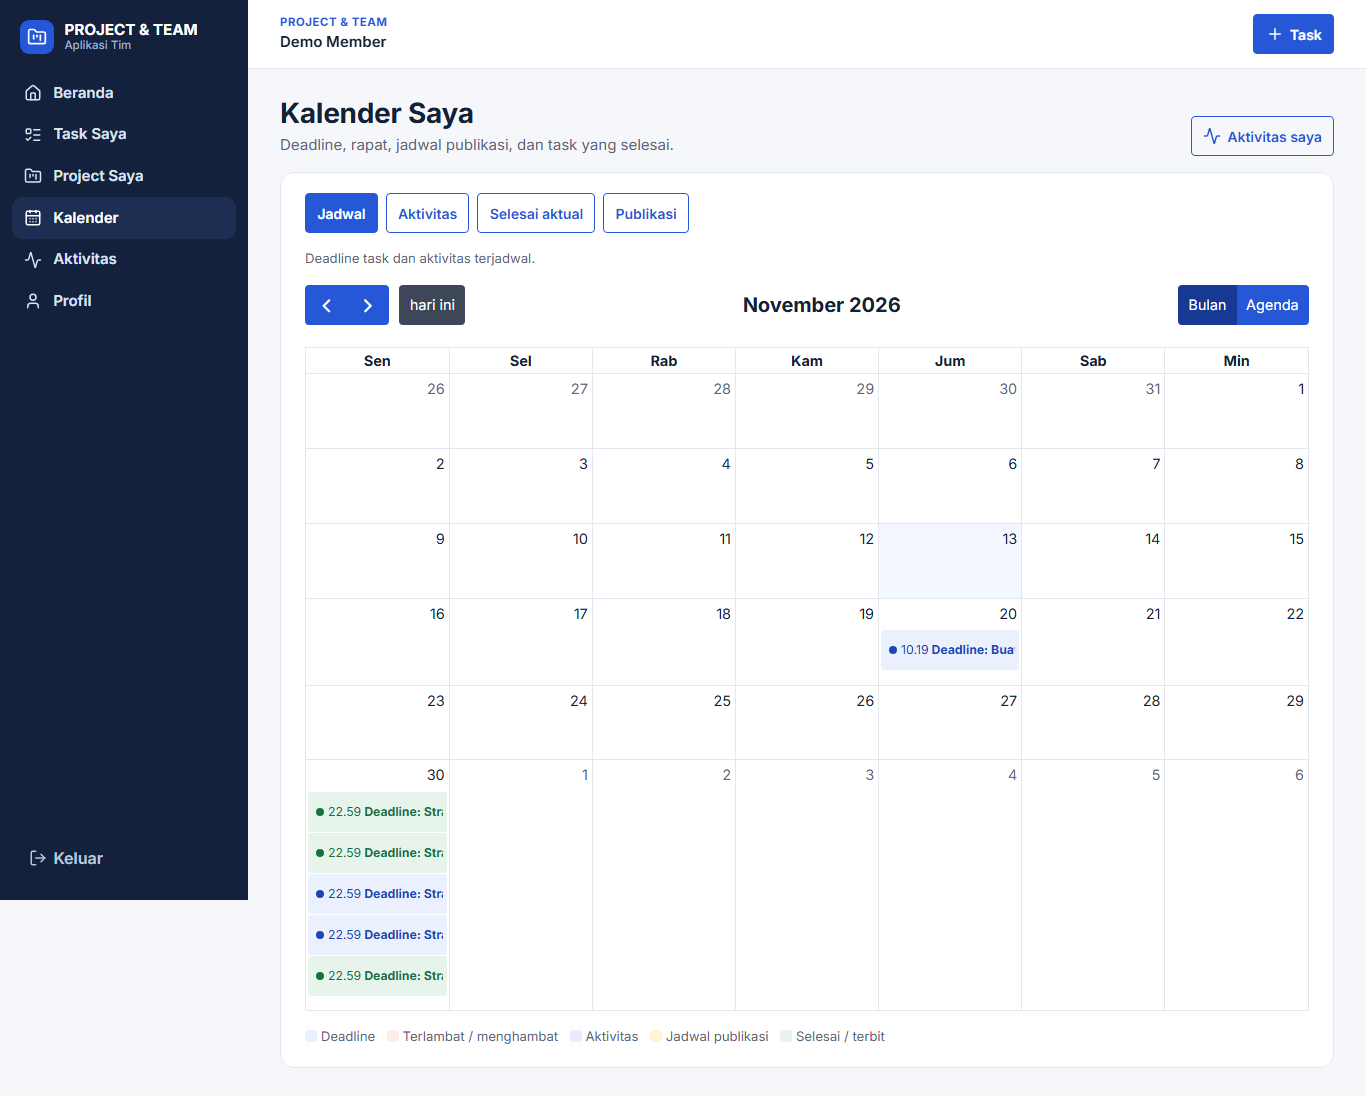 PROJECT & TEAM
Aplikasi Tim
Beranda
Task Saya
Project Saya
Kalender
Aktivitas
Profil
Keluar
PROJECT & TEAM
Demo Member
Task
Kalender Saya
Deadline, rapat, jadwal publikasi, dan task yang selesai.
Aktivitas saya
Jadwal Aktivitas Selesai aktual Publikasi
Deadline task dan aktivitas terjadwal.
hari ini November 2026 Bulan Agenda
Sen Sel Rab Kam Jum Sab Min
26 27 28 29 30 31 1
2 3 4 5 6 7 8
9 10 11 12 13 14 15
16 17 18 19 20 21 22
10.19 Deadline: Bua
23 24 25 26 27 28 29
30 1 2 3 4 5 6
22.59 Deadline: Stra
22.59 Deadline: Stra
22.59 Deadline: Stra
22.59 Deadline: Stra
22.59 Deadline: Stra
Deadline Terlambat / menghambat Aktivitas Jadwal publikasi Selesai / terbit